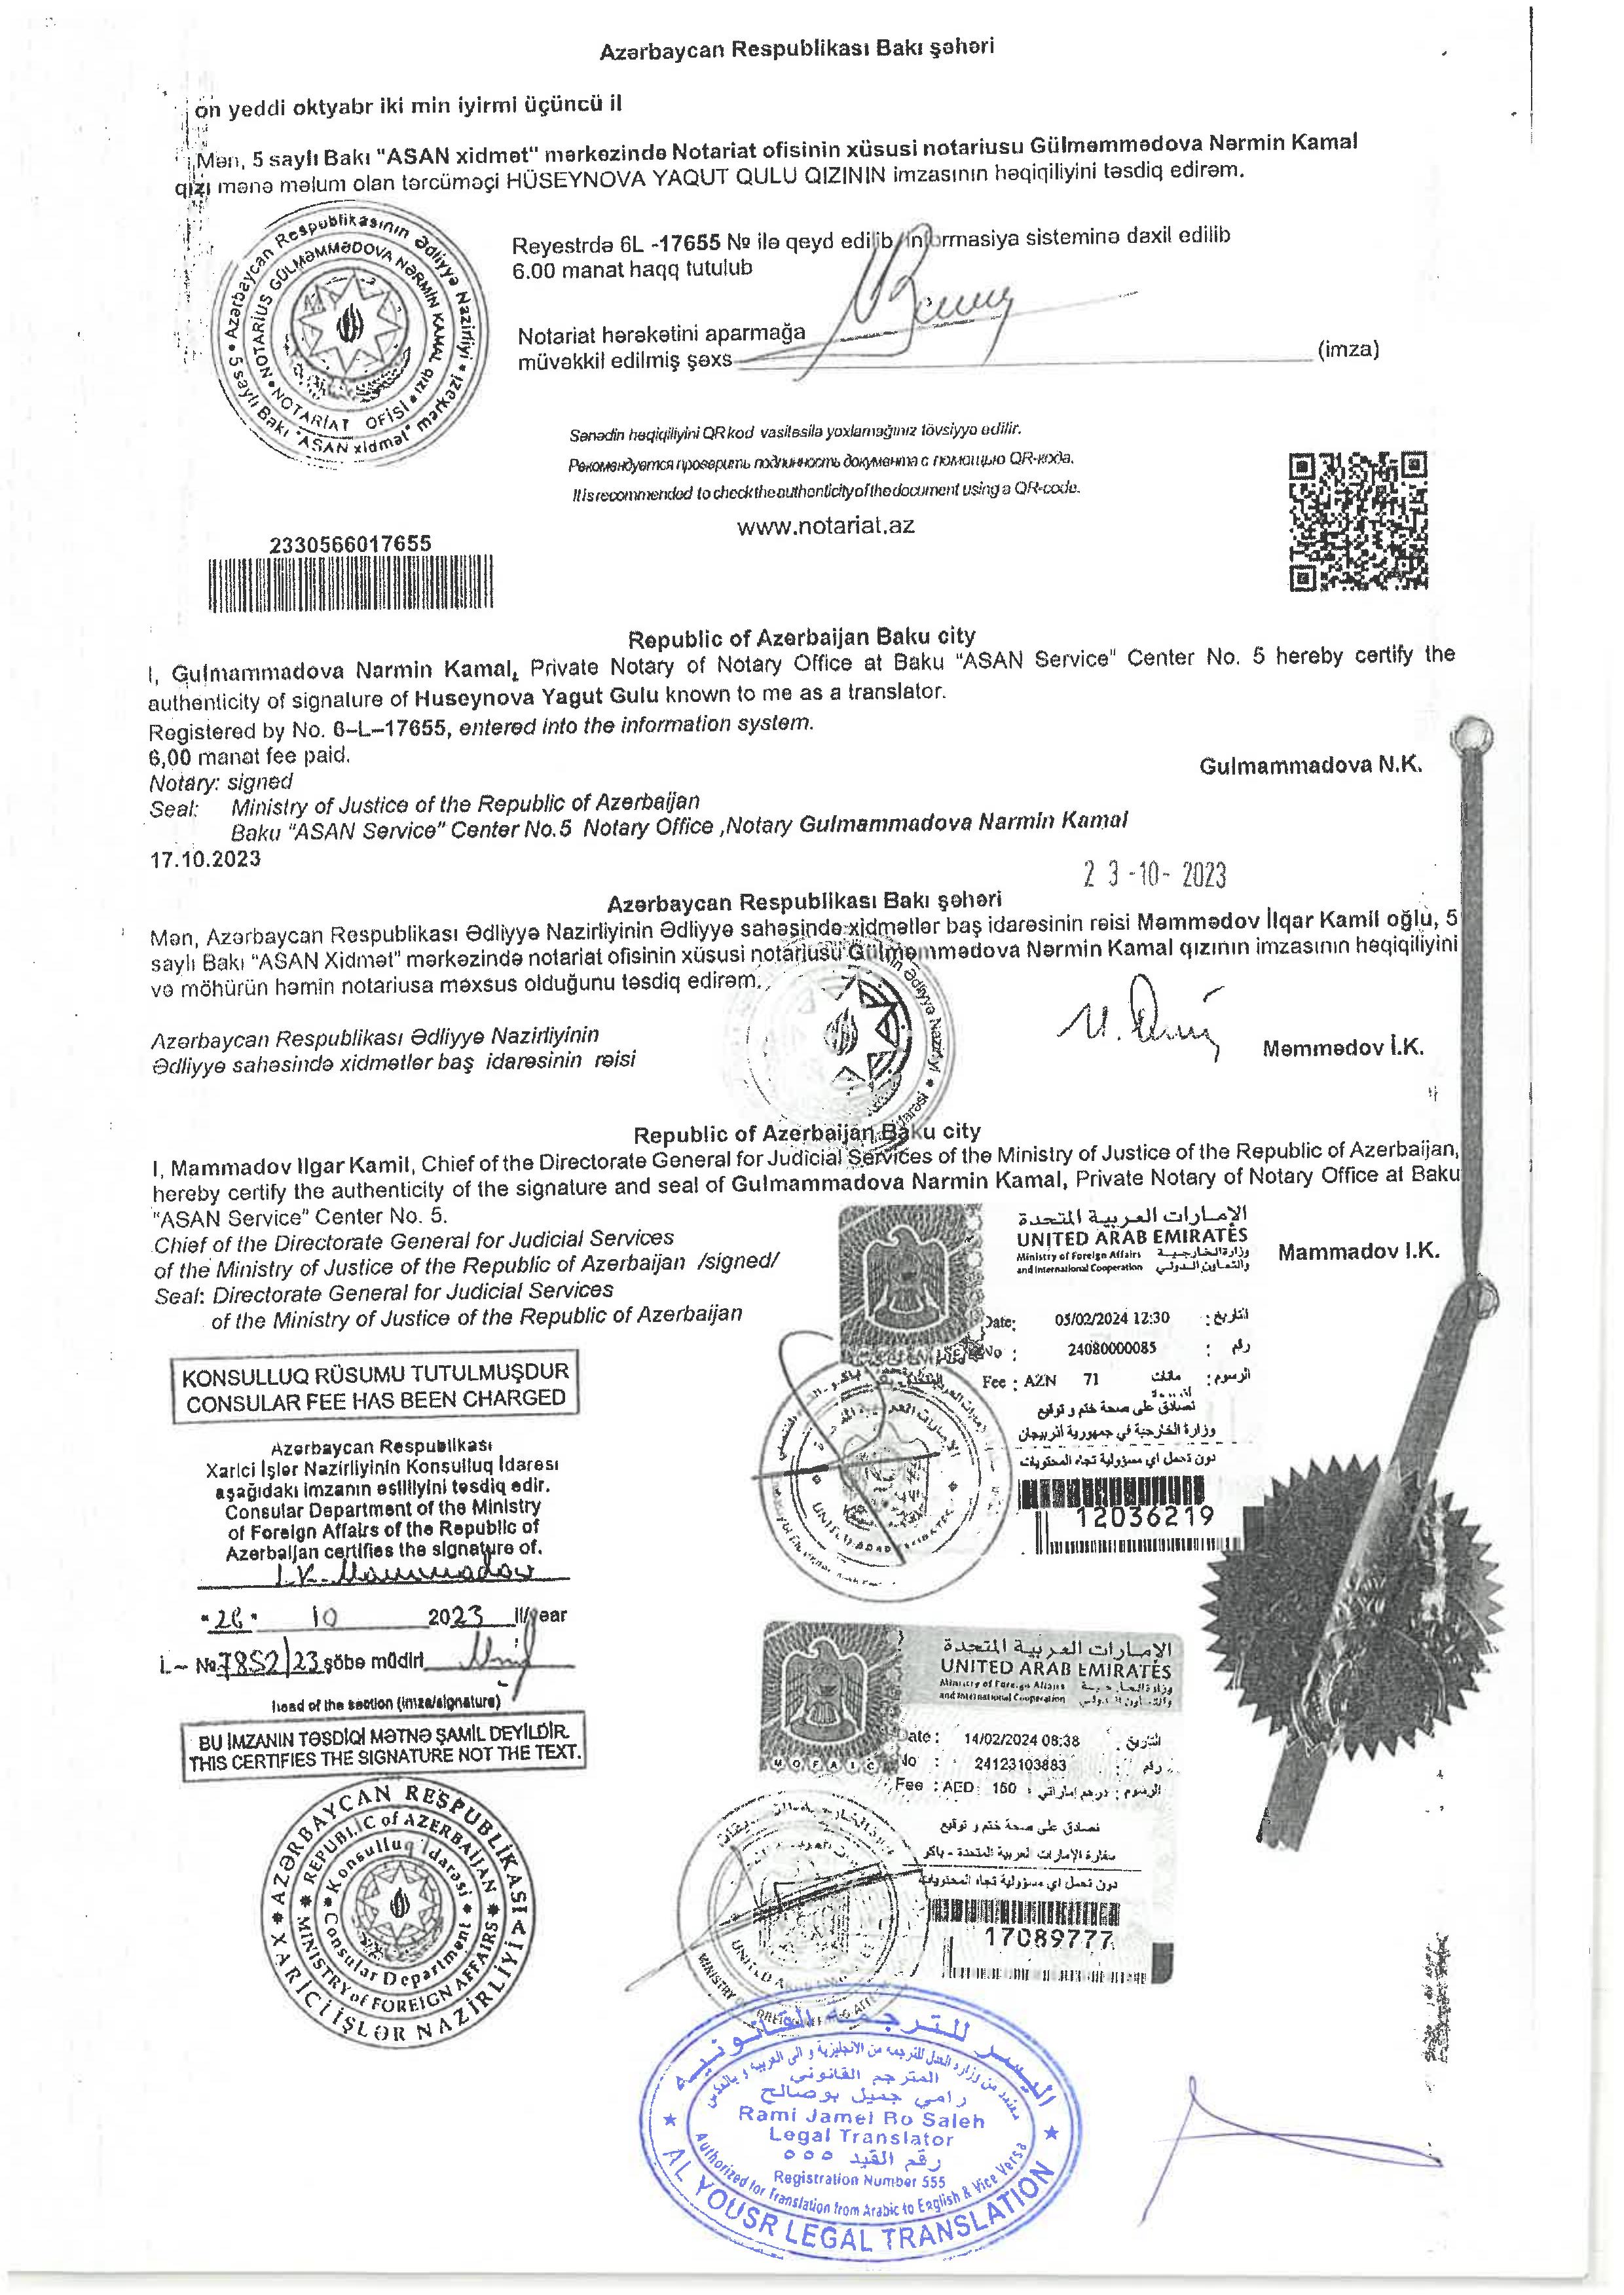 Azərbaycan Respublikası Bakı şəhəri
on yeddi oktyabr iki min iyirmi üçüncü il
Mən, 5 saylı Bakı "ASAN xidmət" mərkəzində Notariat ofisinin xüsusi notariusu Gülməmmədova Nərmin Kamal
qızı mənə məlum olan tərcüməçi HÜSEYNOVA YAQUT QULU QIZININ imzasının həqiqiliyini təsdiq edirəm.
Reyestrdə 6L -17655 № ilə qeyd edilib, informasiya sisteminə daxil edilib
6.00 manat haqq tutulub
Notariat hərəkətini aparmağa
müvəkkil edilmiş şəxs
(imza)
Azərbaycan Respublikasının Ədliyyə Nazirliyi
5 saylı Bakı "ASAN xidmət" mərkəzi
NOTARIUS GÜLMƏMMƏDOVA NƏRMİN KAMAL QIZI
NOTARİAT OFİSİ
Sənədin həqiqiliyini QR kod vasitəsilə yoxlamağınız tövsiyyə edilir.
Рекомендуется проверить подлинность документа с помощью QR-кода.
It is recommended to check the authenticity of the document using a QR-code.
www.notariat.az
2330566017655
Republic of Azerbaijan Baku city
I, Gulmammadova Narmin Kamal, Private Notary of Notary Office at Baku "ASAN Service" Center No. 5 hereby certify the
authenticity of signature of Huseynova Yagut Gulu known to me as a translator.
Registered by No. 6–L–17655, entered into the information system.
6,00 manat fee paid.
Notary: signed
Gulmammadova N.K.
Seal: Ministry of Justice of the Republic of Azerbaijan
Baku "ASAN Service" Center No.5 Notary Office ,Notary Gulmammadova Narmin Kamal
17.10.2023
23-10- 2023
Azərbaycan Respublikası Bakı şəhəri
Mən, Azərbaycan Respublikası Ədliyyə Nazirliyinin Ədliyyə sahəsində xidmətlər baş idarəsinin rəisi Məmmədov İlqar Kamil oğlu, 5
saylı Bakı "ASAN Xidmət" mərkəzində notariat ofisinin xüsusi notariusu Gülməmmədova Nərmin Kamal qızının imzasının həqiqiliyini
və möhürün həmin notariusa məxsus olduğunu təsdiq edirəm.
Azərbaycan Respublikası Ədliyyə Nazirliyinin
Ədliyyə sahəsində xidmətlər baş idarəsinin rəisi
Məmmədov İ.K.
Republic of Azerbaijan Baku city
I, Mammadov Ilgar Kamil, Chief of the Directorate General for Judicial Services of the Ministry of Justice of the Republic of Azerbaijan,
hereby certify the authenticity of the signature and seal of Gulmammadova Narmin Kamal, Private Notary of Notary Office at Baku
"ASAN Service" Center No. 5.
Chief of the Directorate General for Judicial Services
of the Ministry of Justice of the Republic of Azerbaijan /signed/
Mammadov I.K.
Seal: Directorate General for Judicial Services
of the Ministry of Justice of the Republic of Azerbaijan
الإمارات العربية المتحدة
UNITED ARAB EMIRATES
Ministry of Foreign Affairs
and International Cooperation
وزارة الخارجية
والتعاون الدولي
Date: 05/02/2024 12:30 التاريخ:
No : 24080000085 رقم :
Fee : AZN 71 مانات الرسوم:
نصادق على صحة ختم و توقيع
وزارة الخارجية في جمهورية أذربيجان
دون تحمل اي مسؤولية تجاه المحتويات
12036219
KONSULLUQ RÜSUMU TUTULMUŞDUR
CONSULAR FEE HAS BEEN CHARGED
Azərbaycan Respublikası
Xarici İşlər Nazirliyinin Konsulluq İdarəsi
aşağıdakı imzanın əslliyini təsdiq edir.
Consular Department of the Ministry
of Foreign Affairs of the Republic of
Azerbaijan certifies the signature of.
I.K. Mammadov
"26" 10 2023 il/year
i.– №7852/23 şöbə müdiri
head of the section (imza/signature)
BU İMZANIN TƏSDİQİ MƏTNƏ ŞAMİL DEYİLDİR.
THIS CERTIFIES THE SIGNATURE NOT THE TEXT.
AZƏRBAYCAN RESPUBLİKASI
XARİCİ İŞLƏR NAZİRLİYİ
REPUBLIC of AZERBAIJAN
MINISTRY of FOREIGN AFFAIRS
Konsulluq İdarəsi
Consular Department
الإمارات العربية المتحدة
UNITED ARAB EMIRATES
Ministry of Foreign Affairs
and International Cooperation
وزارة الخارجية
والتعاون الدولي
MOFAIC
Date : 14/02/2024 08:38 التاريخ :
No : 24123103883 رقم :
Fee : AED 150 درهم إماراتي الرسوم :
نصادق على صحة ختم و توقيع
سفارة الإمارات العربية المتحدة - باكو
دون تحمل اي مسؤولية تجاه المحتويات
17089777
اليسر للترجمة القانونية
المترجم القانوني
رامي جميل بو صالح
Rami Jamel Bo Saleh
Legal Translator
رقم القيد ٥٥٥
Registration Number 555
Authorized for Translation from Arabic to English & Vice Versa
AL YOUSR LEGAL TRANSLATION